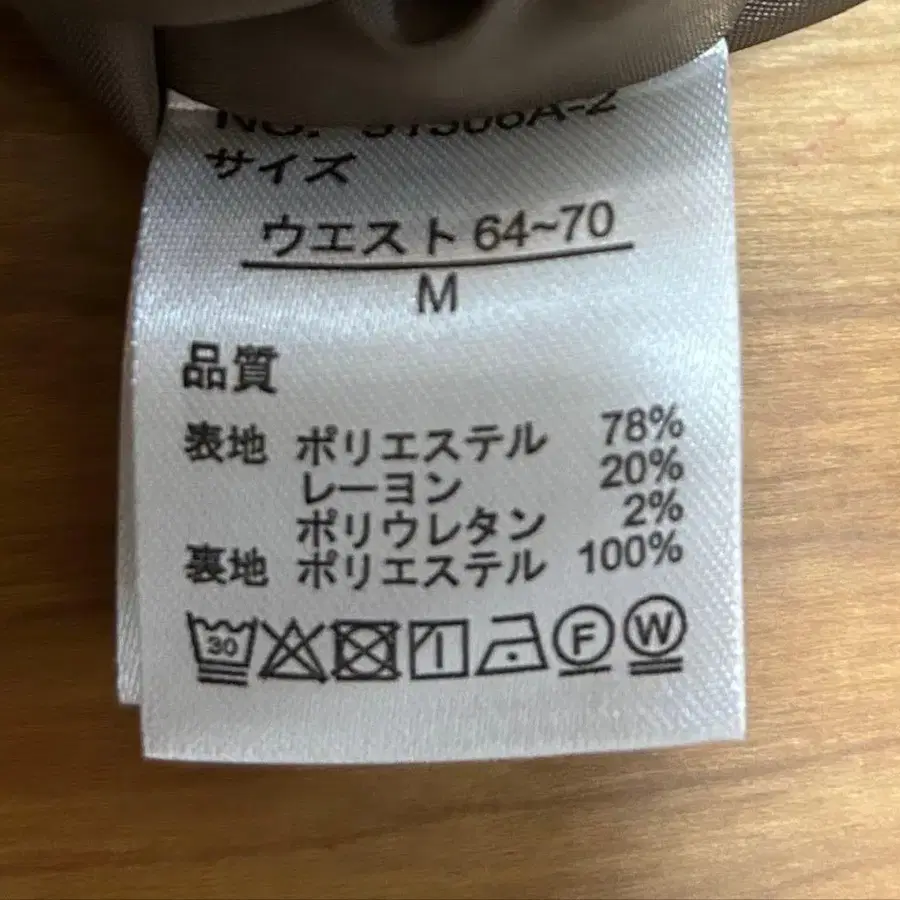 サイズ
ウエスト 64~70
M
品質
表地 ポリエステル 78%
レーヨン 20%
ポリウレタン 2%
裏地 ポリエステル 100%
30 F W